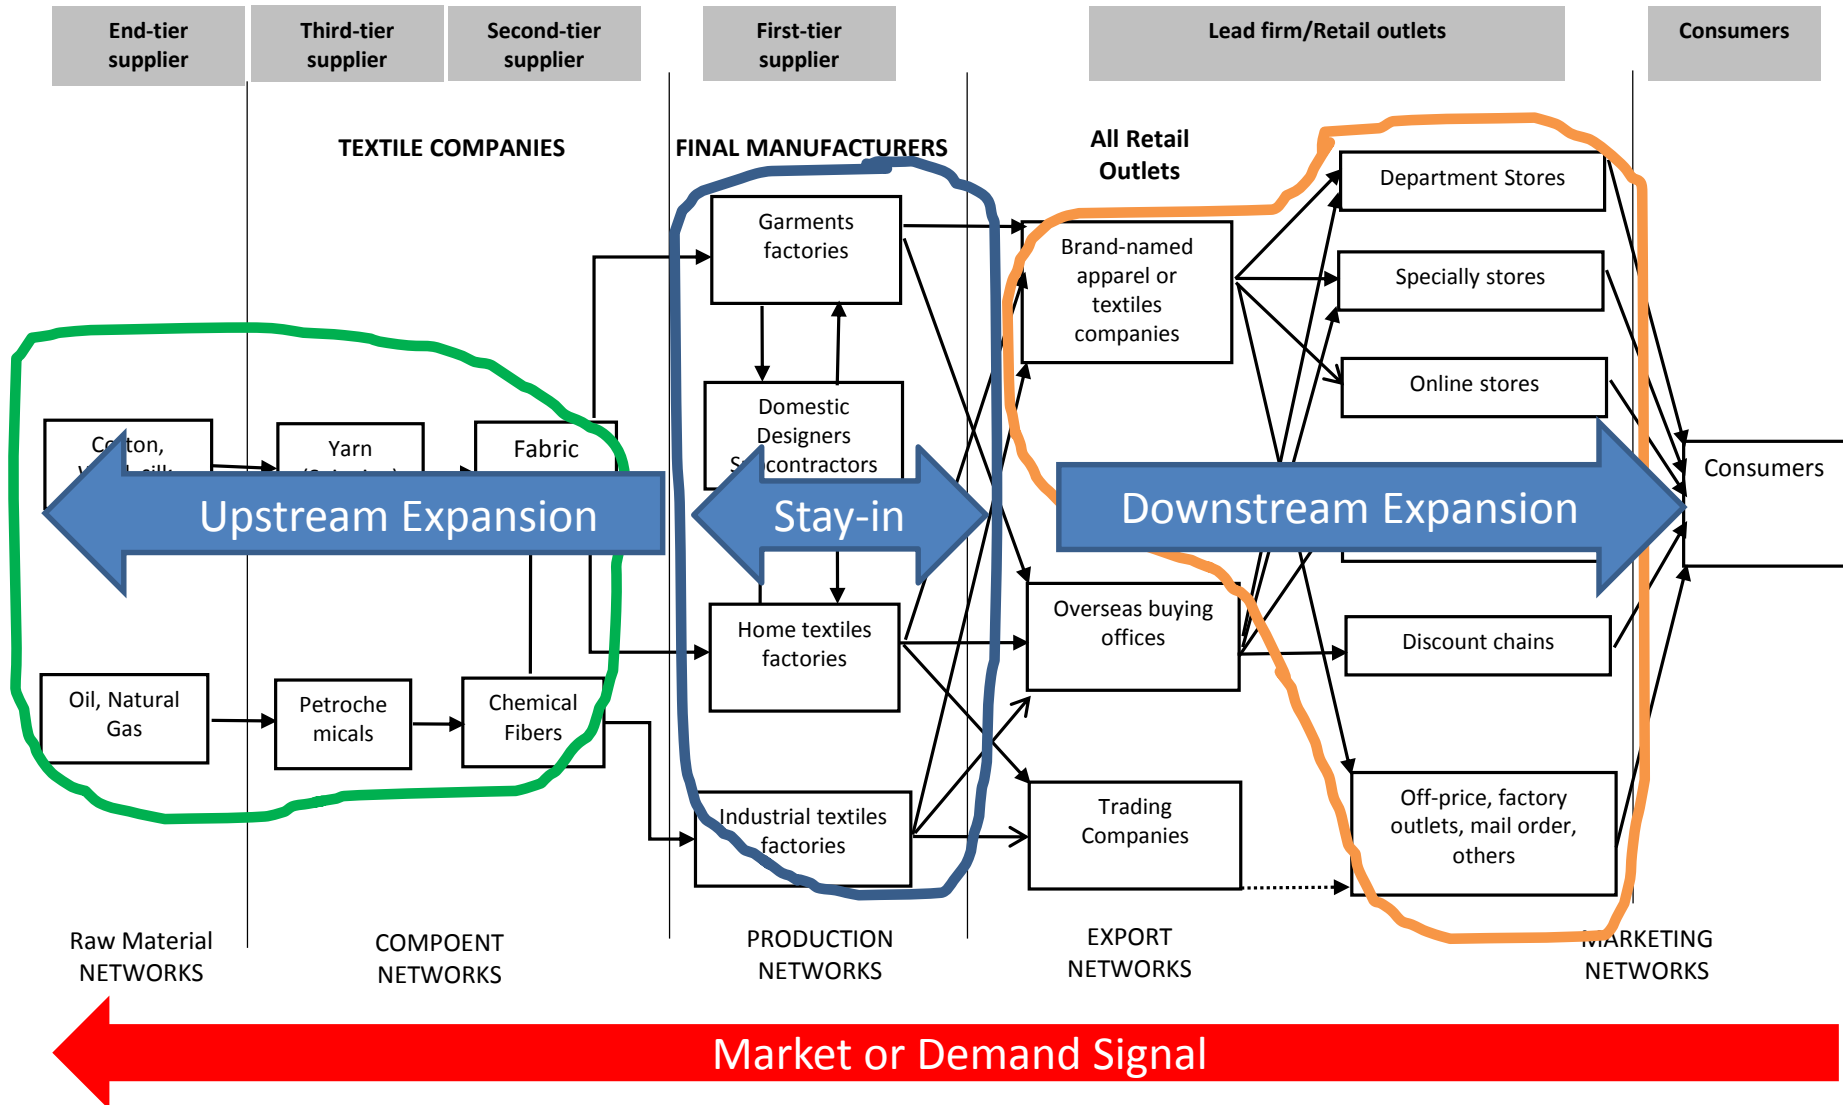 End-tier
supplier
Third-tier
supplier
Second-tier
supplier
First-tier
supplier
Lead firm/Retail outlets
Consumers
TEXTILE COMPANIES
FINAL MANUFACTURERS
All Retail
Outlets
Garments
factories
Domestic
Designers
Subcontractors
Home textiles
factories
Industrial textiles
factories
Brand-named
apparel or
textiles
companies
Overseas buying
offices
Trading
Companies
Department Stores
Specially stores
Online stores
Discount chains
Off-price, factory
outlets, mail order,
others
Consumers
Cotton,
silk
Yarn
Fabric
Oil, Natural
Gas
Petroche
micals
Chemical
Fibers
Upstream Expansion
Stay-in
Downstream Expansion
Raw Material
NETWORKS
COMPOENT
NETWORKS
PRODUCTION
NETWORKS
EXPORT
NETWORKS
MARKETING
NETWORKS
Market or Demand Signal